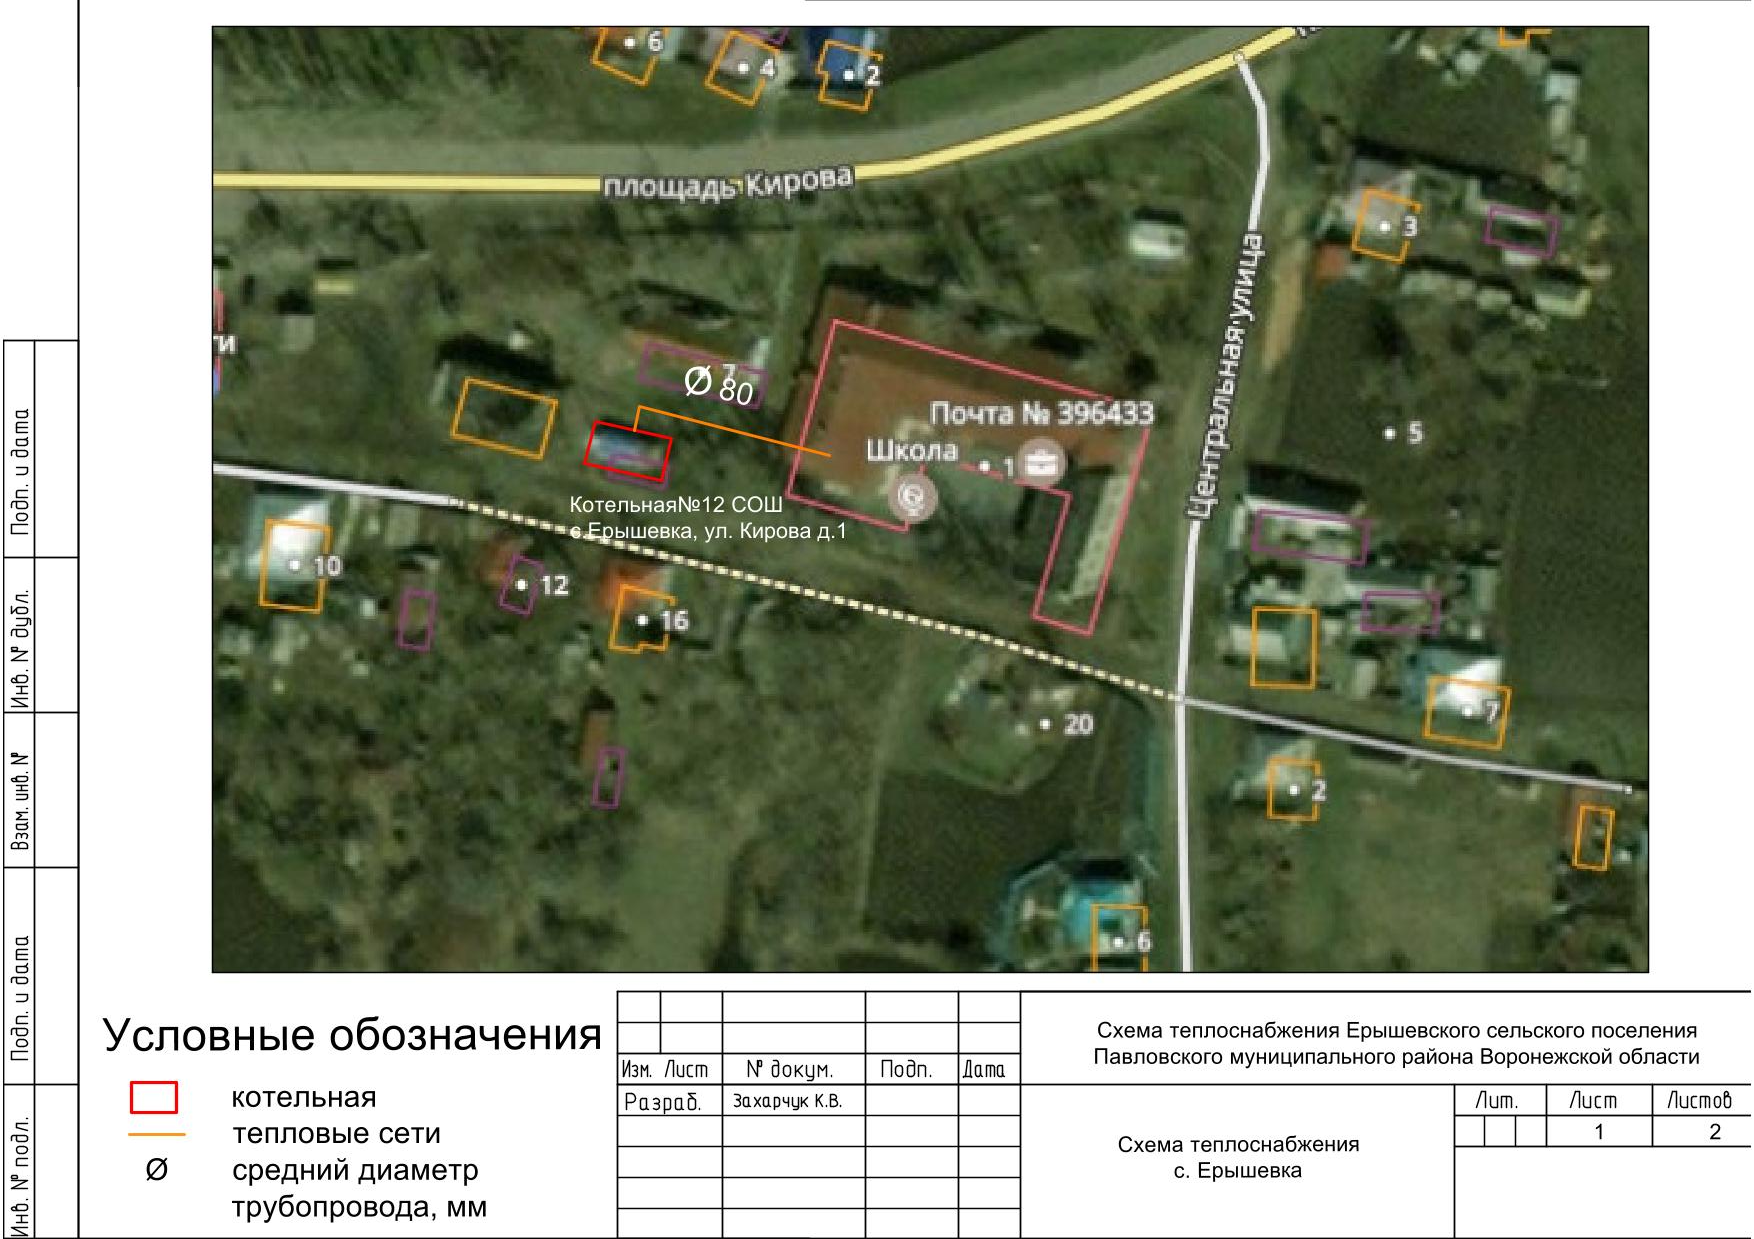 6
4
2
площадь Кирова
3
Центральная улица
ти
7
Ø 80
Почта № 396433
Школа
1
5
Котельная№12 СОШ
с.Ерышевка, ул. Кирова д.1
10
12
16
20
7
2
6
Подп. и дата
Инв. № дубл.
Взам. инв. №
Подп. и дата
Инв. № подл.
Условные обозначения
котельная
тепловые сети
Ø средний диаметр
трубопровода, мм
Схема теплоснабжения Ерышевского сельского поселения
Павловского муниципального района Воронежской области
Изм. Лист № докум. Подп. Дата
Разраб. Захарчук К.В.
Лит. Лист Листов
1 2
Схема теплоснабжения
с. Ерышевка